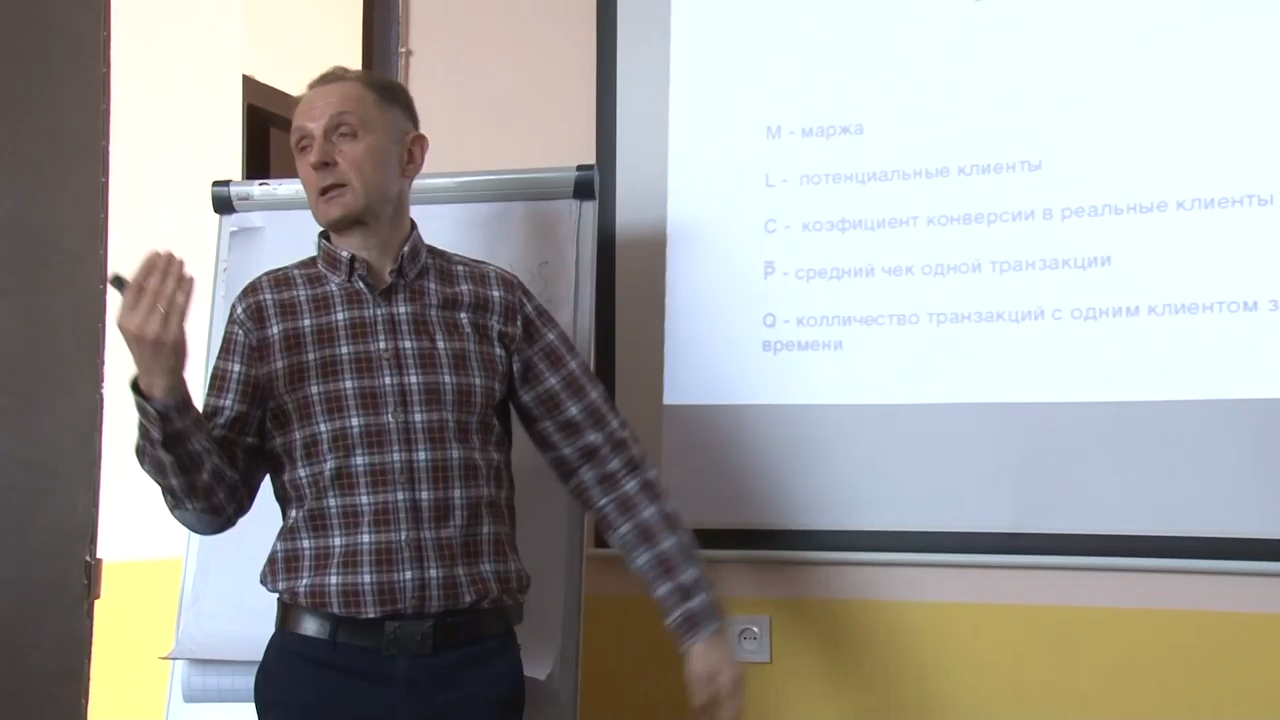 М - маржа
L - потенциальные клиенты
C - коэфициент конверсии в реальные клиенты
P̅ - средний чек одной транзакции
Q - колличество транзакций с одним клиентом
времени